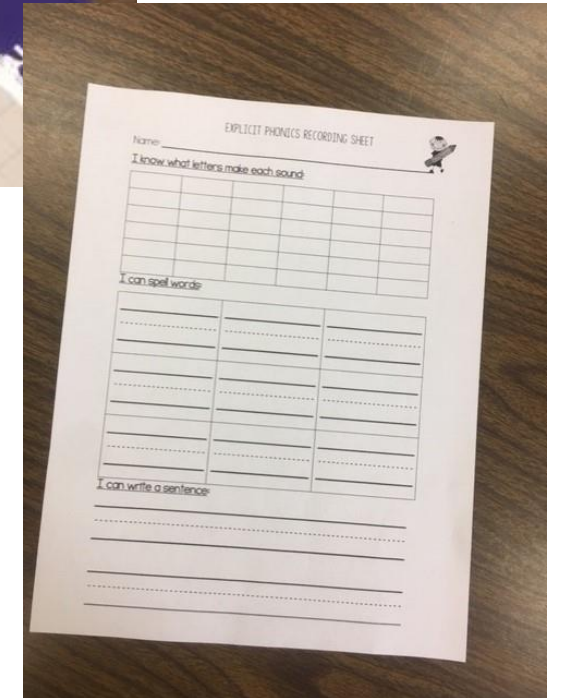 EXPLICIT PHONICS RECORDING SHEET
Name:
I know what letters make each sound:
I can spell words:
I can write a sentence: